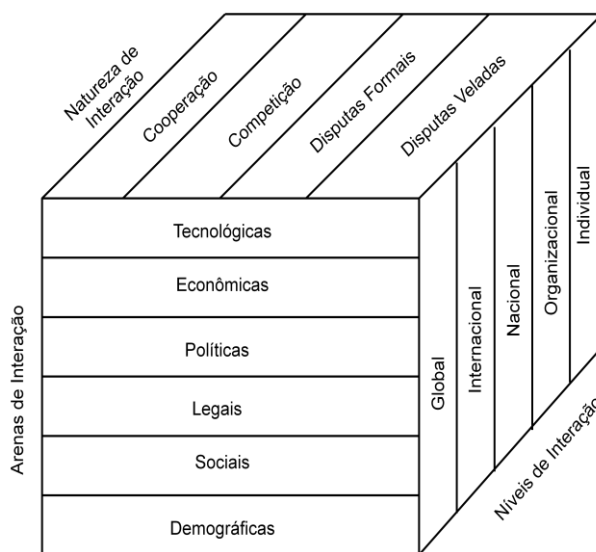 Natureza de
Interação
Cooperação
Competição
Disputas Formais
Disputas Veladas
Arenas de Interação
Tecnológicas
Econômicas
Políticas
Legais
Sociais
Demográficas
Global
Internacional
Nacional
Organizacional
Individual
Níveis de Interação